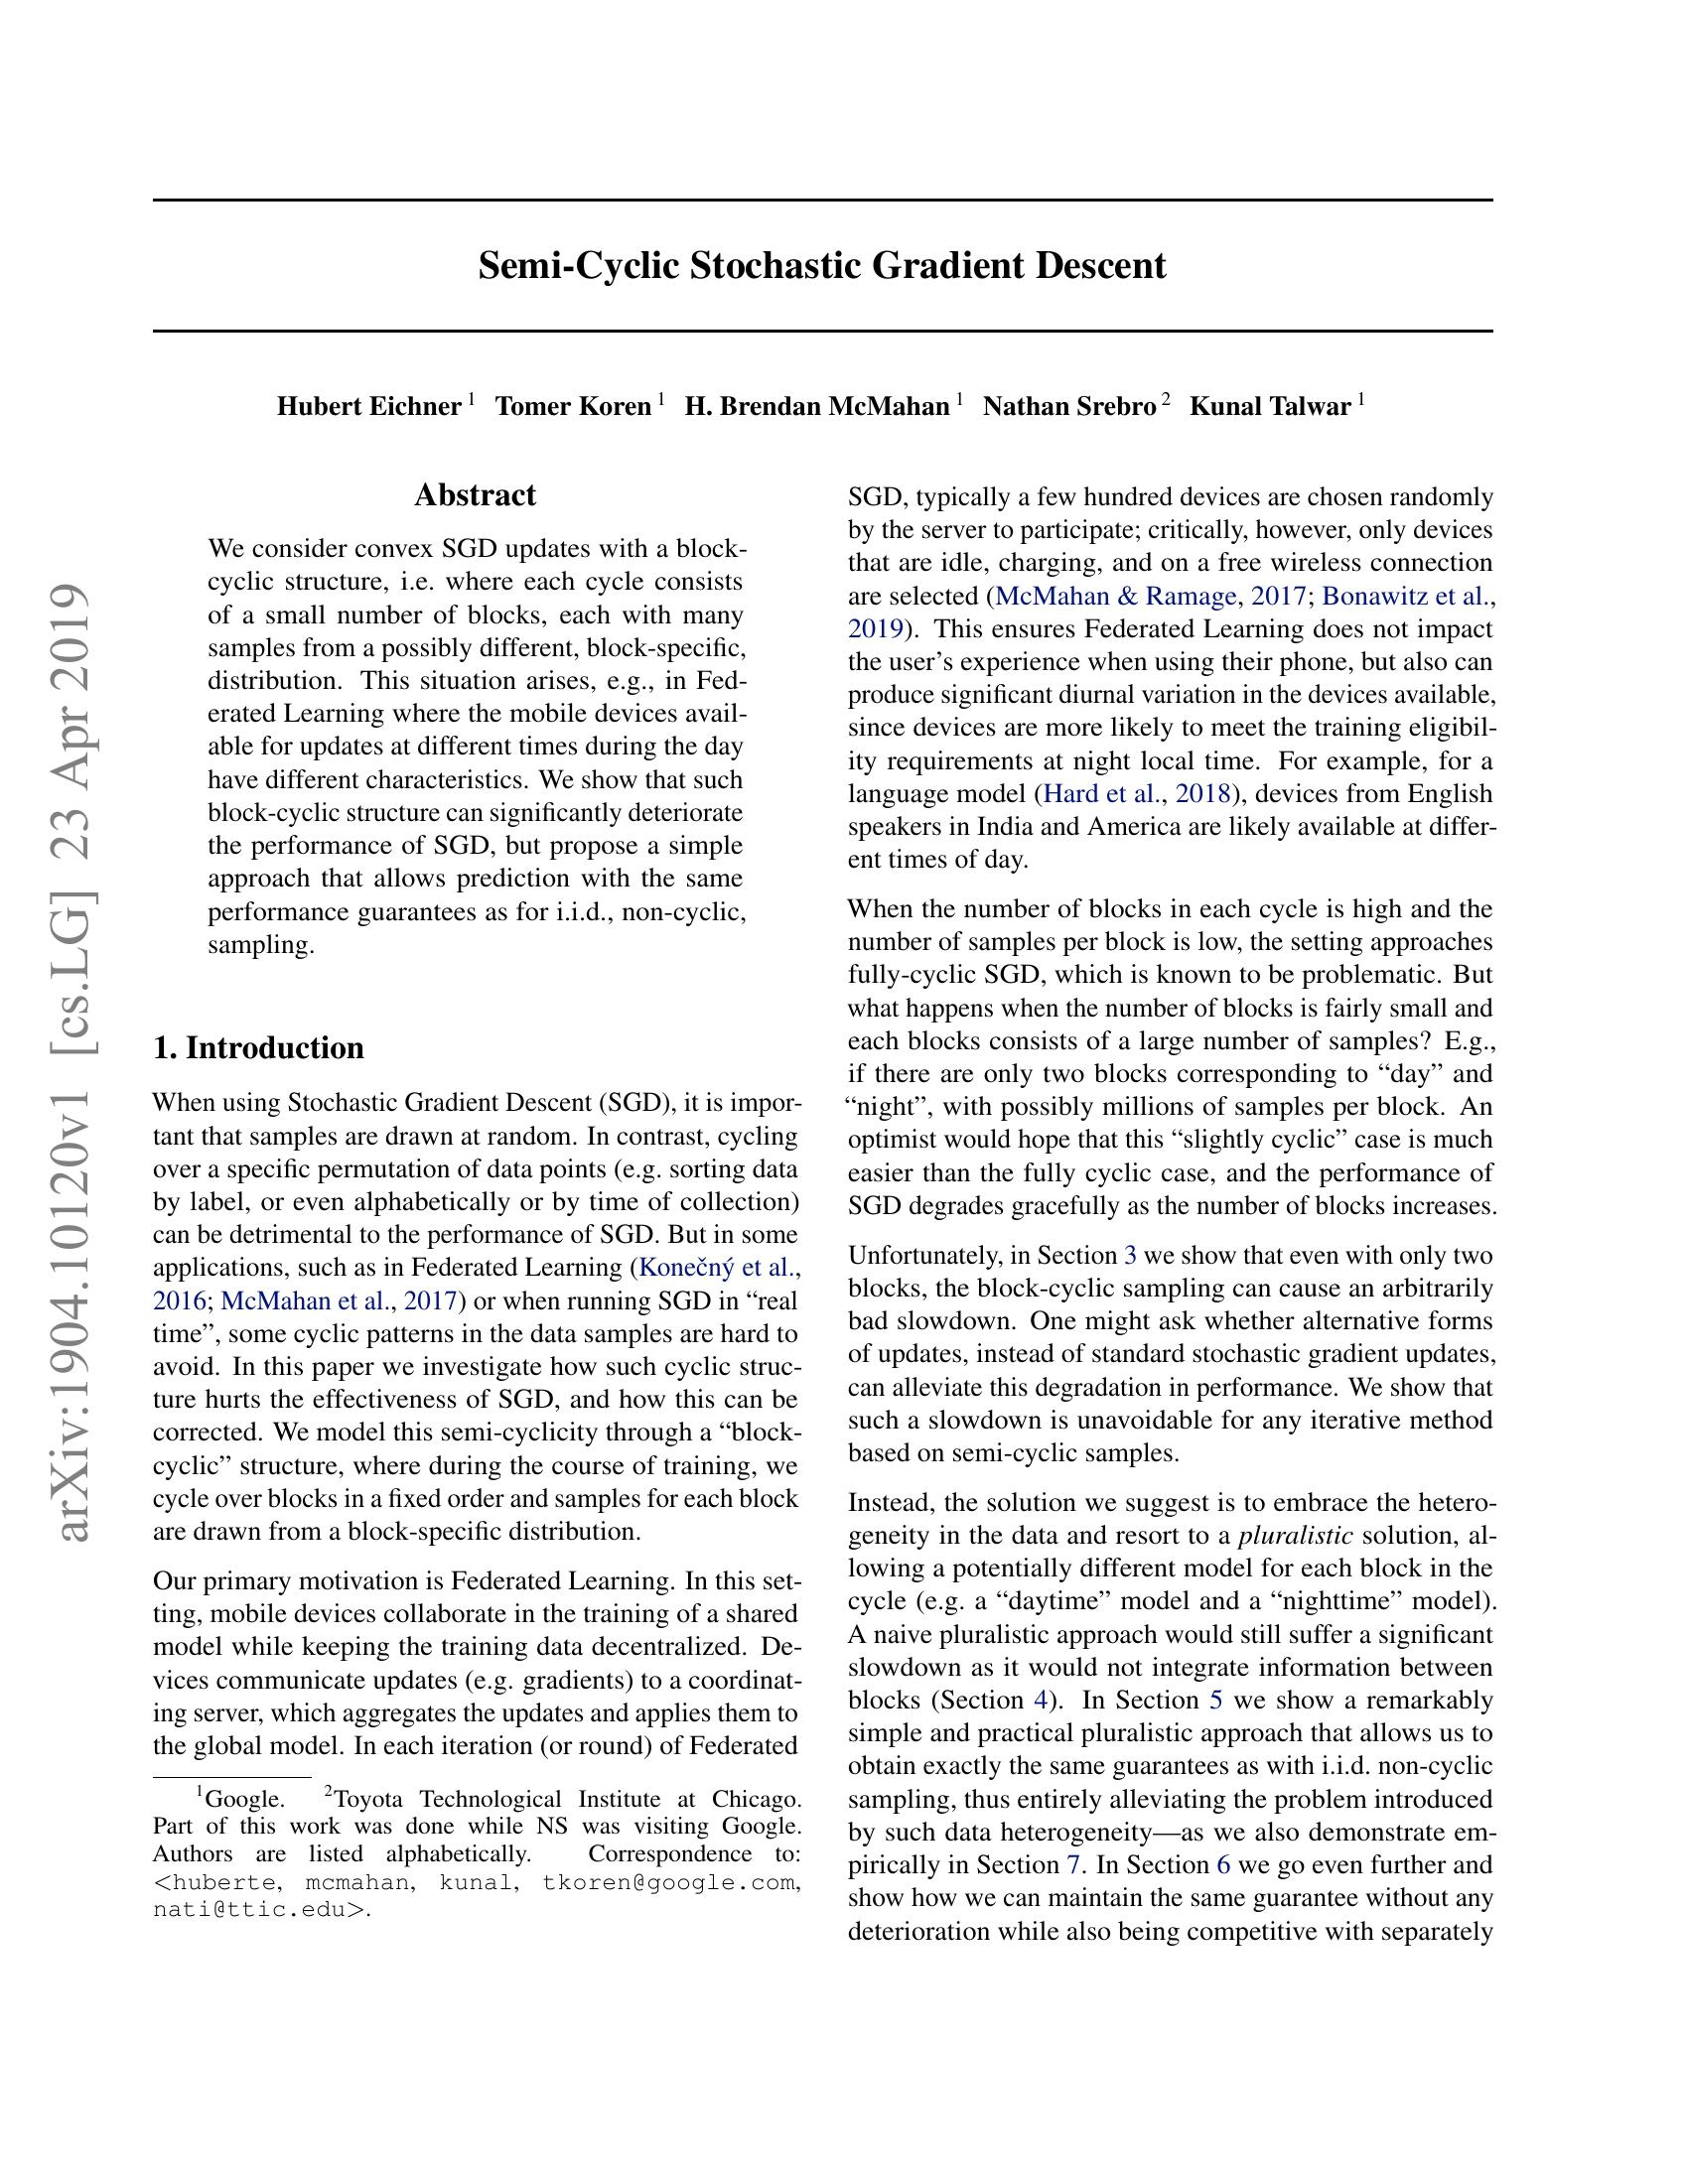 Semi-Cyclic Stochastic Gradient Descent
Hubert Eichner 1 Tomer Koren 1 H. Brendan McMahan 1 Nathan Srebro 2 Kunal Talwar 1
Abstract
We consider convex SGD updates with a block-
cyclic structure, i.e. where each cycle consists
of a small number of blocks, each with many
samples from a possibly different, block-specific,
distribution. This situation arises, e.g., in Fed-
erated Learning where the mobile devices avail-
able for updates at different times during the day
have different characteristics. We show that such
block-cyclic structure can significantly deteriorate
the performance of SGD, but propose a simple
approach that allows prediction with the same
performance guarantees as for i.i.d., non-cyclic,
sampling.
1. Introduction
When using Stochastic Gradient Descent (SGD), it is impor-
tant that samples are drawn at random. In contrast, cycling
over a specific permutation of data points (e.g. sorting data
by label, or even alphabetically or by time of collection)
can be detrimental to the performance of SGD. But in some
applications, such as in Federated Learning (Konečný et al.,
2016; McMahan et al., 2017) or when running SGD in “real
time”, some cyclic patterns in the data samples are hard to
avoid. In this paper we investigate how such cyclic struc-
ture hurts the effectiveness of SGD, and how this can be
corrected. We model this semi-cyclicity through a “block-
cyclic” structure, where during the course of training, we
cycle over blocks in a fixed order and samples for each block
are drawn from a block-specific distribution.
Our primary motivation is Federated Learning. In this set-
ting, mobile devices collaborate in the training of a shared
model while keeping the training data decentralized. De-
vices communicate updates (e.g. gradients) to a coordinat-
ing server, which aggregates the updates and applies them to
the global model. In each iteration (or round) of Federated
1Google. 2Toyota Technological Institute at Chicago.
Part of this work was done while NS was visiting Google.
Authors are listed alphabetically. Correspondence to:
<huberte, mcmahan, kunal, tkoren@google.com,
nati@ttic.edu>.
SGD, typically a few hundred devices are chosen randomly
by the server to participate; critically, however, only devices
that are idle, charging, and on a free wireless connection
are selected (McMahan & Ramage, 2017; Bonawitz et al.,
2019). This ensures Federated Learning does not impact
the user’s experience when using their phone, but also can
produce significant diurnal variation in the devices available,
since devices are more likely to meet the training eligibil-
ity requirements at night local time. For example, for a
language model (Hard et al., 2018), devices from English
speakers in India and America are likely available at differ-
ent times of day.
When the number of blocks in each cycle is high and the
number of samples per block is low, the setting approaches
fully-cyclic SGD, which is known to be problematic. But
what happens when the number of blocks is fairly small and
each blocks consists of a large number of samples? E.g.,
if there are only two blocks corresponding to “day” and
“night”, with possibly millions of samples per block. An
optimist would hope that this “slightly cyclic” case is much
easier than the fully cyclic case, and the performance of
SGD degrades gracefully as the number of blocks increases.
Unfortunately, in Section 3 we show that even with only two
blocks, the block-cyclic sampling can cause an arbitrarily
bad slowdown. One might ask whether alternative forms
of updates, instead of standard stochastic gradient updates,
can alleviate this degradation in performance. We show that
such a slowdown is unavoidable for any iterative method
based on semi-cyclic samples.
Instead, the solution we suggest is to embrace the hetero-
geneity in the data and resort to a pluralistic solution, al-
lowing a potentially different model for each block in the
cycle (e.g. a “daytime” model and a “nighttime” model).
A naive pluralistic approach would still suffer a significant
slowdown as it would not integrate information between
blocks (Section 4). In Section 5 we show a remarkably
simple and practical pluralistic approach that allows us to
obtain exactly the same guarantees as with i.i.d. non-cyclic
sampling, thus entirely alleviating the problem introduced
by such data heterogeneity—as we also demonstrate em-
pirically in Section 7. In Section 6 we go even further and
show how we can maintain the same guarantee without any
deterioration while also being competitive with separately
arXiv:1904.10120v1 [cs.LG] 23 Apr 2019